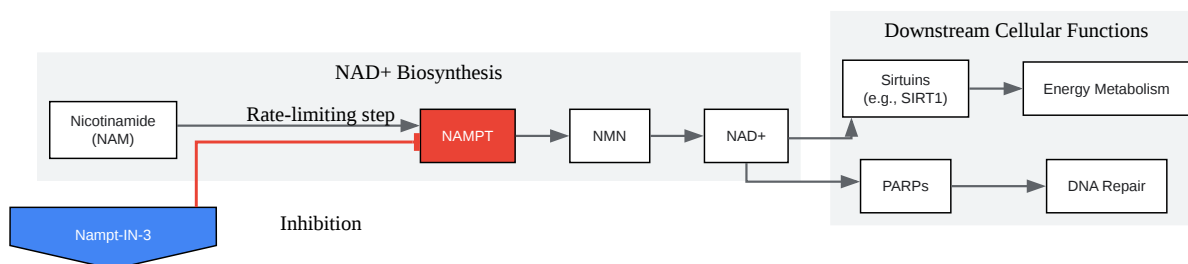 Downstream Cellular Functions
NAD+ Biosynthesis
Nicotinamide
(NAM)
Rate-limiting step
NAMPT
NMN
NAD+
Sirtuins
(e.g., SIRT1)
Energy Metabolism
PARPs
DNA Repair
Nampt-IN-3
Inhibition